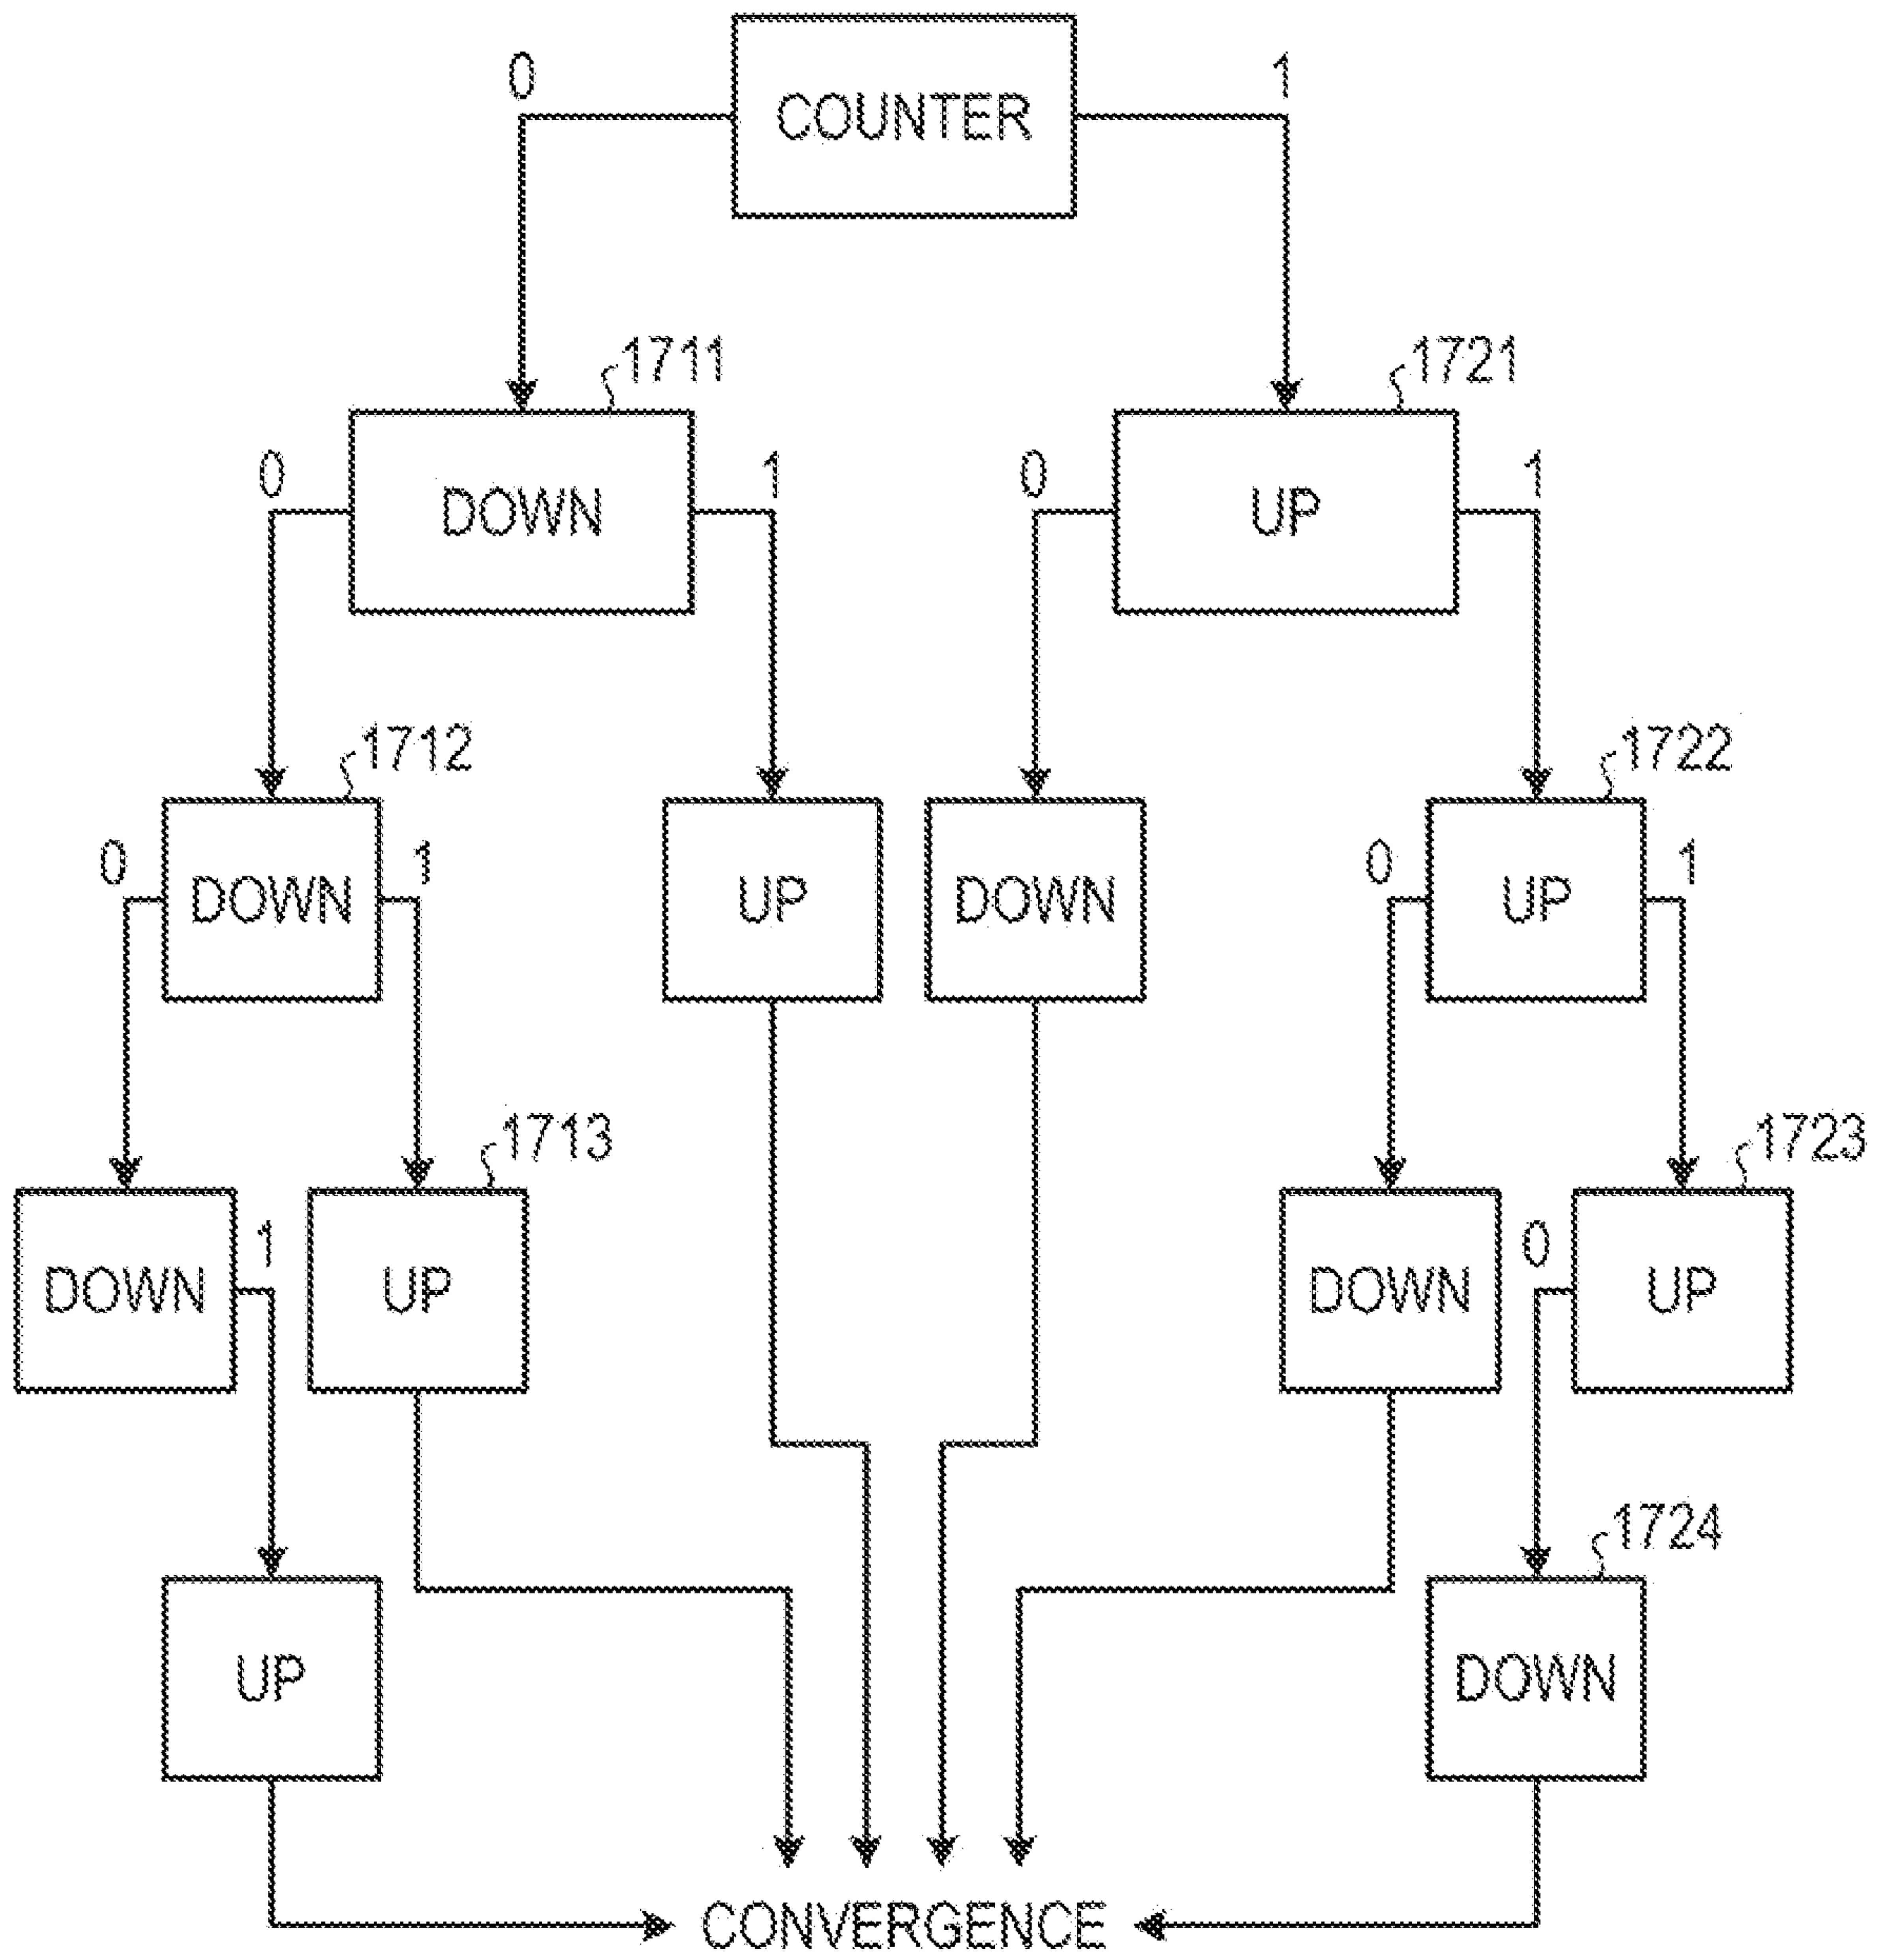 0 1
COUNTER
1711 1721
0 1 0 1
DOWN UP
1712 1722
0 1 0 1
DOWN UP DOWN UP
1713 1723
1 0
DOWN UP DOWN UP
1724
UP DOWN
CONVERGENCE